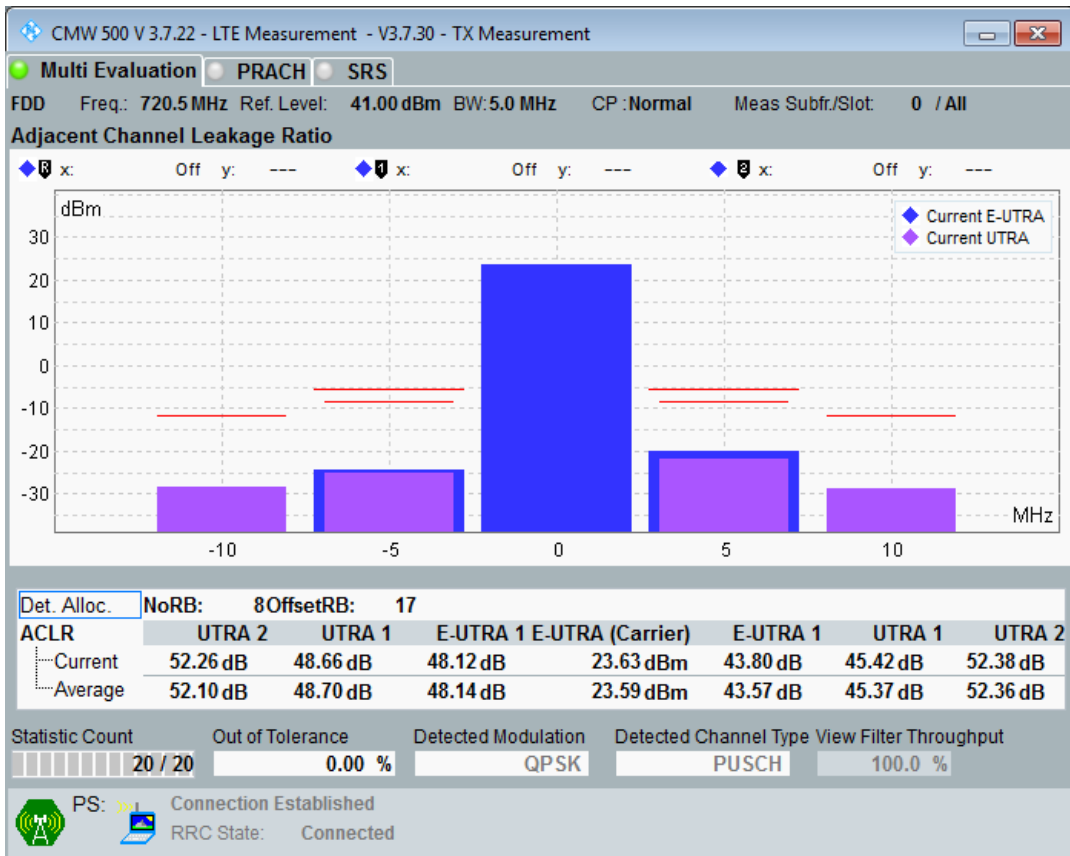 CMW 500 V 3.7.22 - LTE Measurement - V3.7.30 - TX Measurement
Multi Evaluation PRACH SRS
FDD Freq.: 720.5 MHz Ref. Level: 41.00 dBm BW: 5.0 MHz CP : Normal Meas Subfr./Slot: 0 / All
Adjacent Channel Leakage Ratio
R x: Off y: --- 1 x: Off y: --- 2 x: Off y: ---
dBm
Current E-UTRA
Current UTRA
30
20
10
0
-10
-20
-30
MHz
-10 -5 0 5 10
Det. Alloc. NoRB: 8 OffsetRB: 17
ACLR UTRA 2 UTRA 1 E-UTRA 1 E-UTRA (Carrier) E-UTRA 1 UTRA 1 UTRA 2
Current 52.26 dB 48.66 dB 48.12 dB 23.63 dBm 43.80 dB 45.42 dB 52.38 dB
Average 52.10 dB 48.70 dB 48.14 dB 23.59 dBm 43.57 dB 45.37 dB 52.36 dB
Statistic Count Out of Tolerance Detected Modulation Detected Channel Type View Filter Throughput
20 / 20 0.00 % QPSK PUSCH 100.0 %
PS: Connection Established
RRC State: Connected